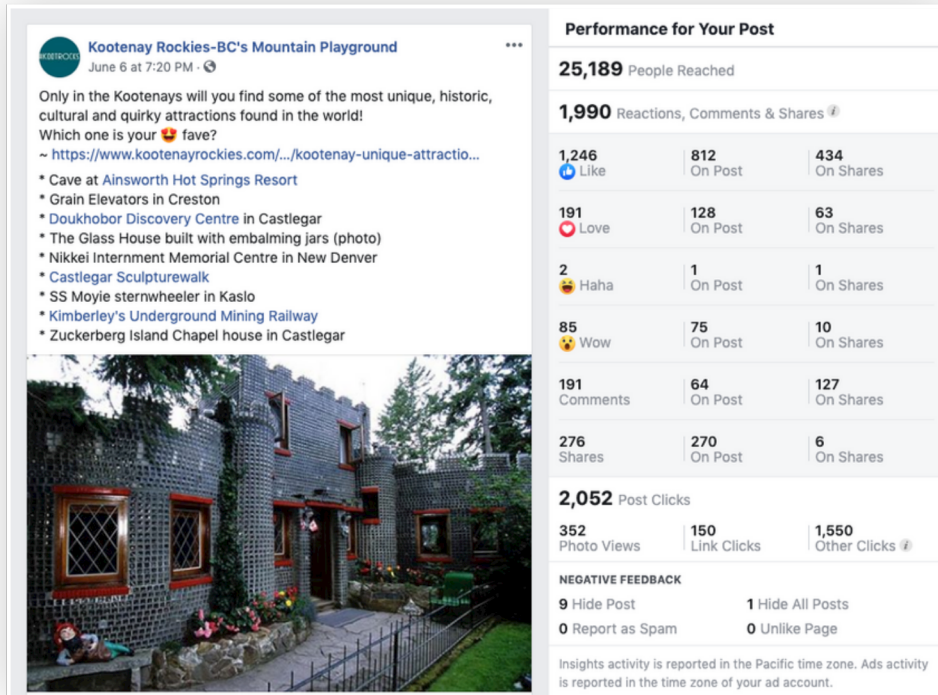 #KOOTROCKS
Kootenay Rockies-BC's Mountain Playground
June 6 at 7:20 PM ·
Only in the Kootenays will you find some of the most unique, historic,
cultural and quirky attractions found in the world!
Which one is your 😍 fave?
~ https://www.kootenayrockies.com/.../kootenay-unique-attractio...
* Cave at Ainsworth Hot Springs Resort
* Grain Elevators in Creston
* Doukhobor Discovery Centre in Castlegar
* The Glass House built with embalming jars (photo)
* Nikkei Internment Memorial Centre in New Denver
* Castlegar Sculpturewalk
* SS Moyie sternwheeler in Kaslo
* Kimberley's Underground Mining Railway
* Zuckerberg Island Chapel house in Castlegar
Performance for Your Post
25,189 People Reached
1,990 Reactions, Comments & Shares
1,246 812 434
Like On Post On Shares
191 128 63
Love On Post On Shares
2 1 1
Haha On Post On Shares
85 75 10
Wow On Post On Shares
191 64 127
Comments On Post On Shares
276 270 6
Shares On Post On Shares
2,052 Post Clicks
352 150 1,550
Photo Views Link Clicks Other Clicks
NEGATIVE FEEDBACK
9 Hide Post 1 Hide All Posts
0 Report as Spam 0 Unlike Page
Insights activity is reported in the Pacific time zone. Ads activity
is reported in the time zone of your ad account.